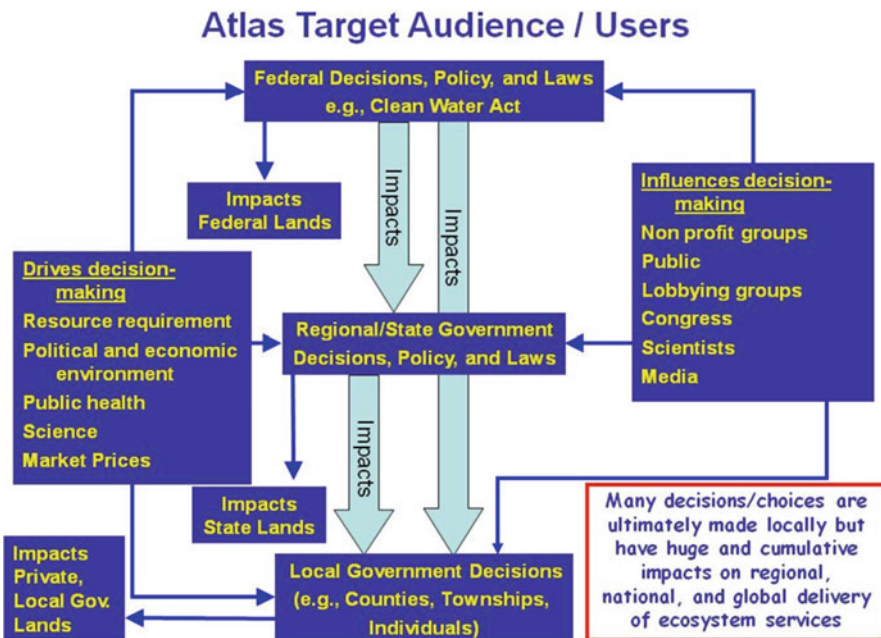 Atlas Target Audience / Users
Federal Decisions, Policy, and Laws
e.g., Clean Water Act
Impacts
Impacts
Impacts
Federal Lands
Influences decision-
making
Non profit groups
Public
Lobbying groups
Congress
Scientists
Media
Drives decision-
making
Resource requirement
Political and economic
environment
Public health
Science
Market Prices
Regional/State Government
Decisions, Policy, and Laws
Impacts
Impacts
State Lands
Many decisions/choices are
ultimately made locally but
have huge and cumulative
impacts on regional,
national, and global delivery
of ecosystem services
Impacts
Private,
Local Gov.
Lands
Local Government Decisions
(e.g., Counties, Townships,
Individuals)